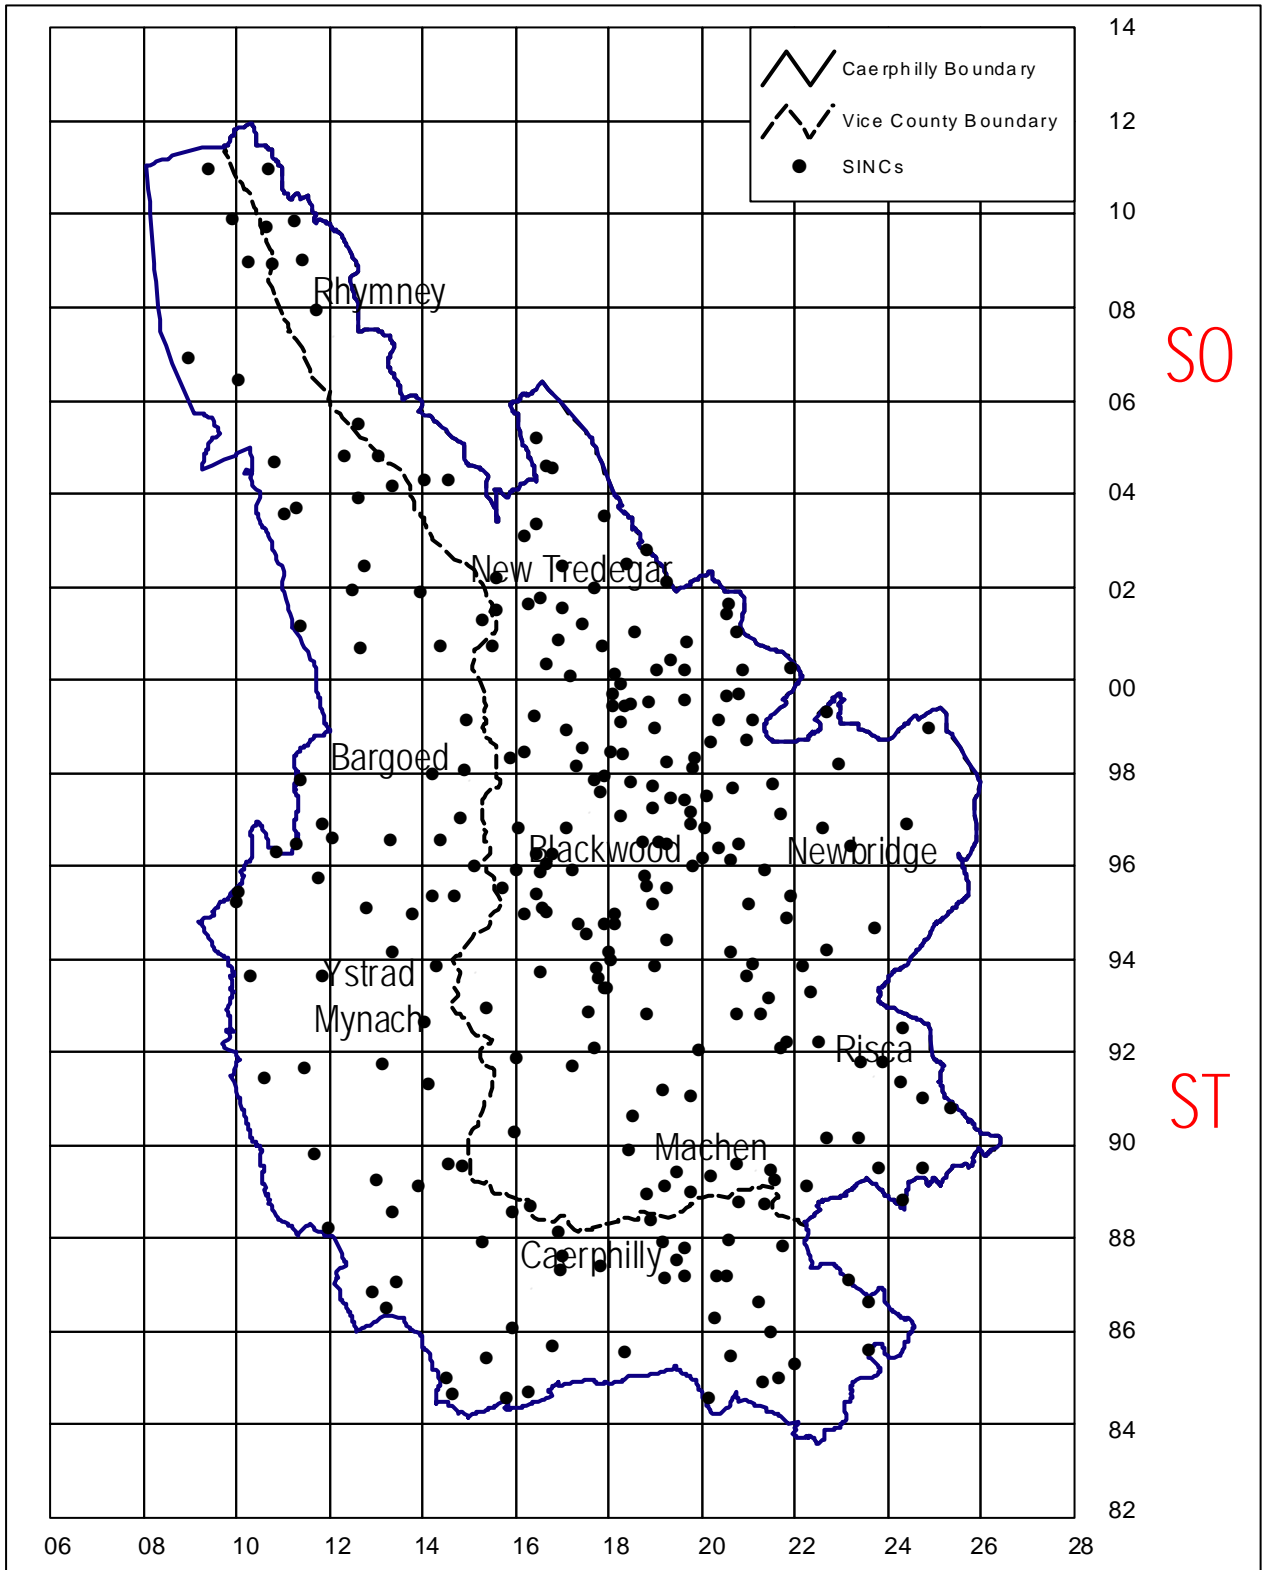 14
Caerphilly Boundary
12
Vice County Boundary
SINCs
10
Rhymney
08
SO
06
04
New Tredegar
02
00
Bargoed
98
Blackwood
Newbridge
96
Ystrad
94
Mynach
Risca
92
ST
Machen
90
88
Caerphilly
86
84
82
06 08 10 12 14 16 18 20 22 24 26 28